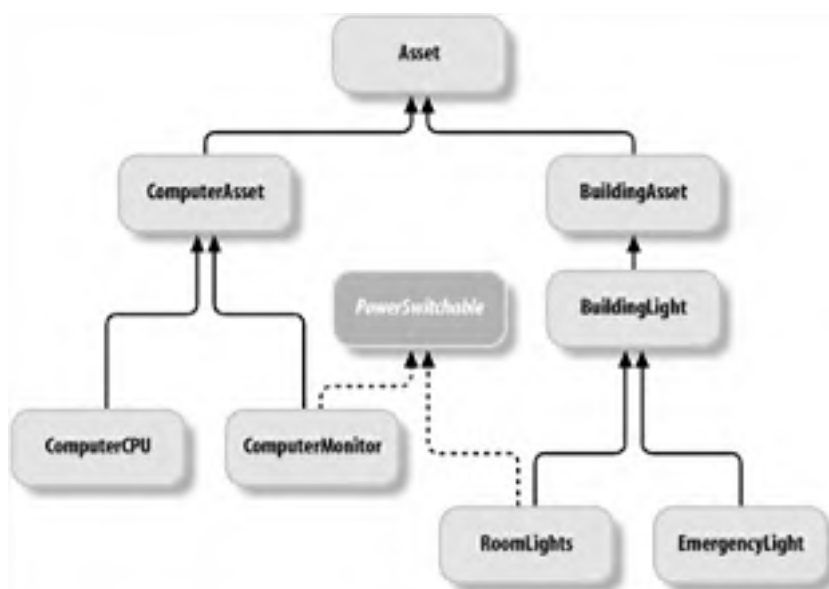 Asset
ComputerAsset
BuildingAsset
PowerSwitchable
BuildingLight
ComputerCPU
ComputerMonitor
RoomLights
EmergencyLight